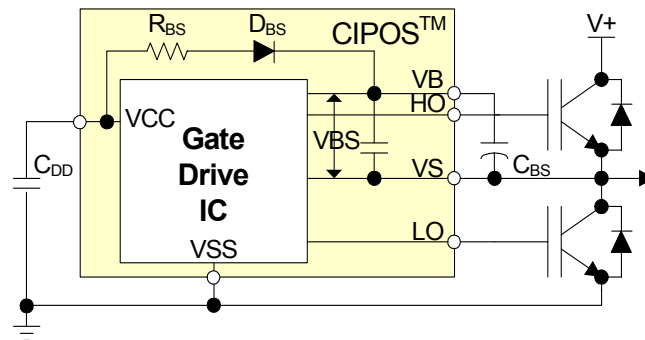 RBS
DBS
CIPOS™
V+
VB
HO
VCC
VBS
CDD
Gate
Drive
IC
VS
CBS
LO
VSS